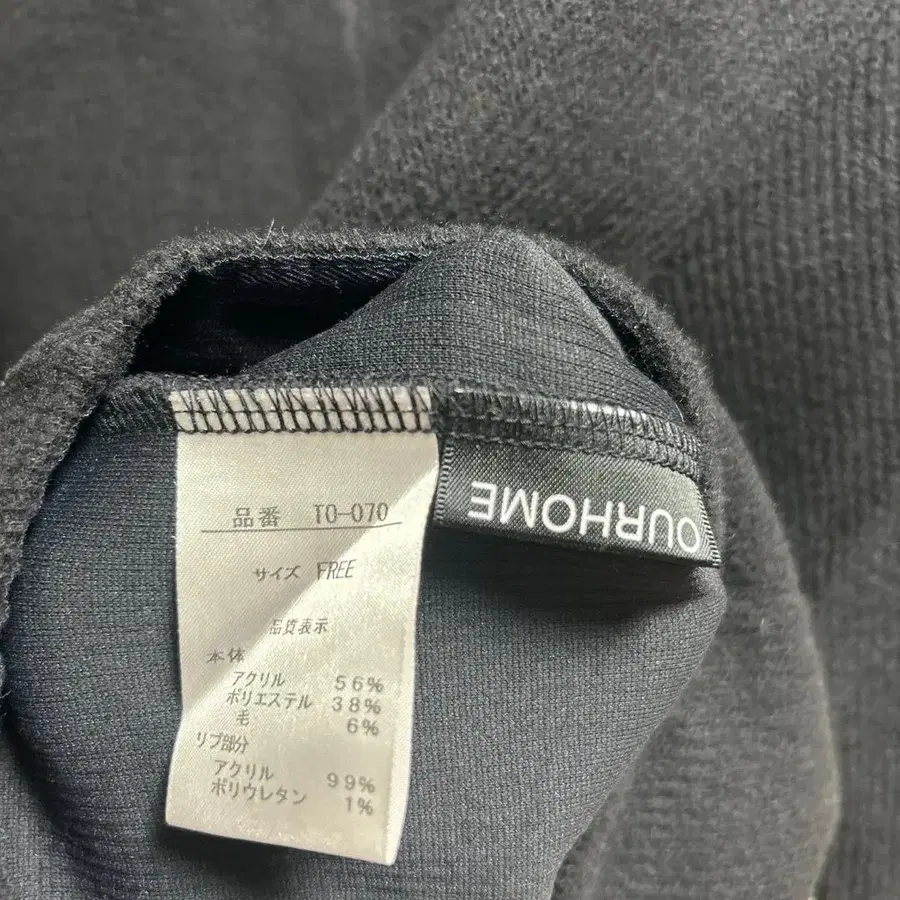 品番 TO-070
サイズ FREE
品質表示
本体
アクリル 56%
ポリエステル 38%
毛 6%
リブ部分
アクリル 99%
ポリウレタン 1%
OURHOME